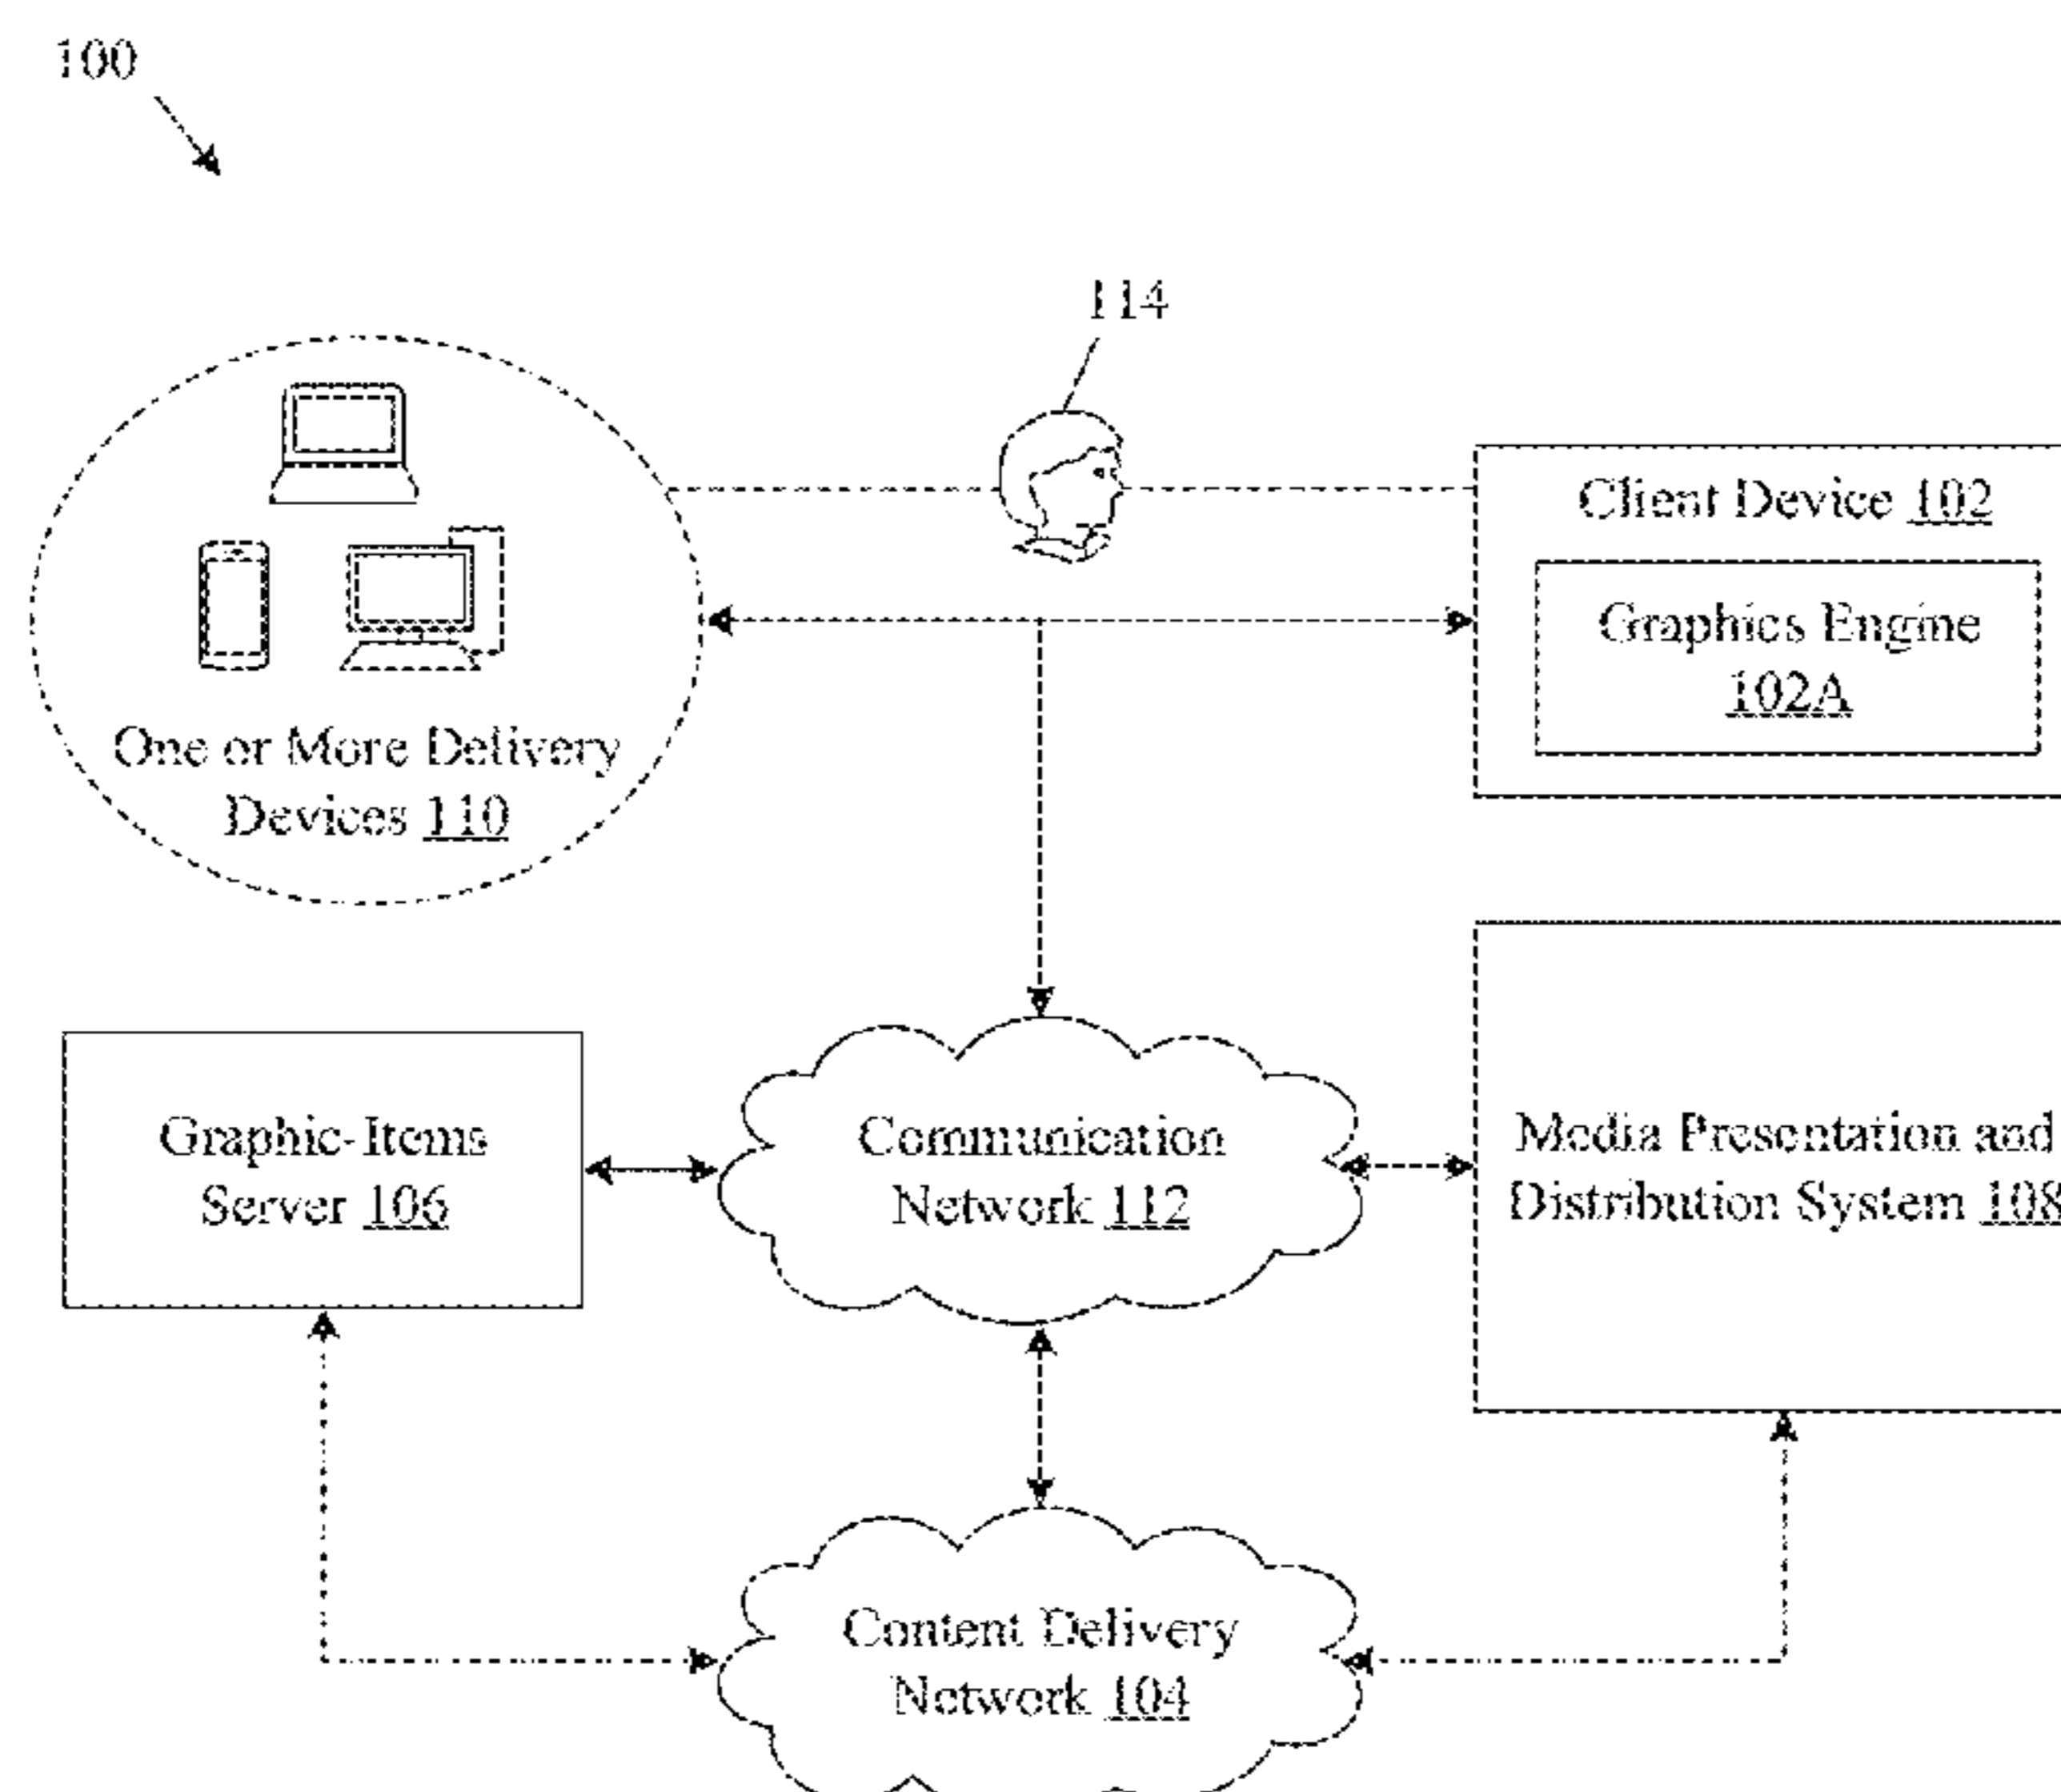 100
114
Client Device 102
Graphics Engine
102A
One or More Delivery
Devices 110
Graphic-Items
Server 106
Communication
Network 112
Media Presentation and
Distribution System 108
Content Delivery
Network 104